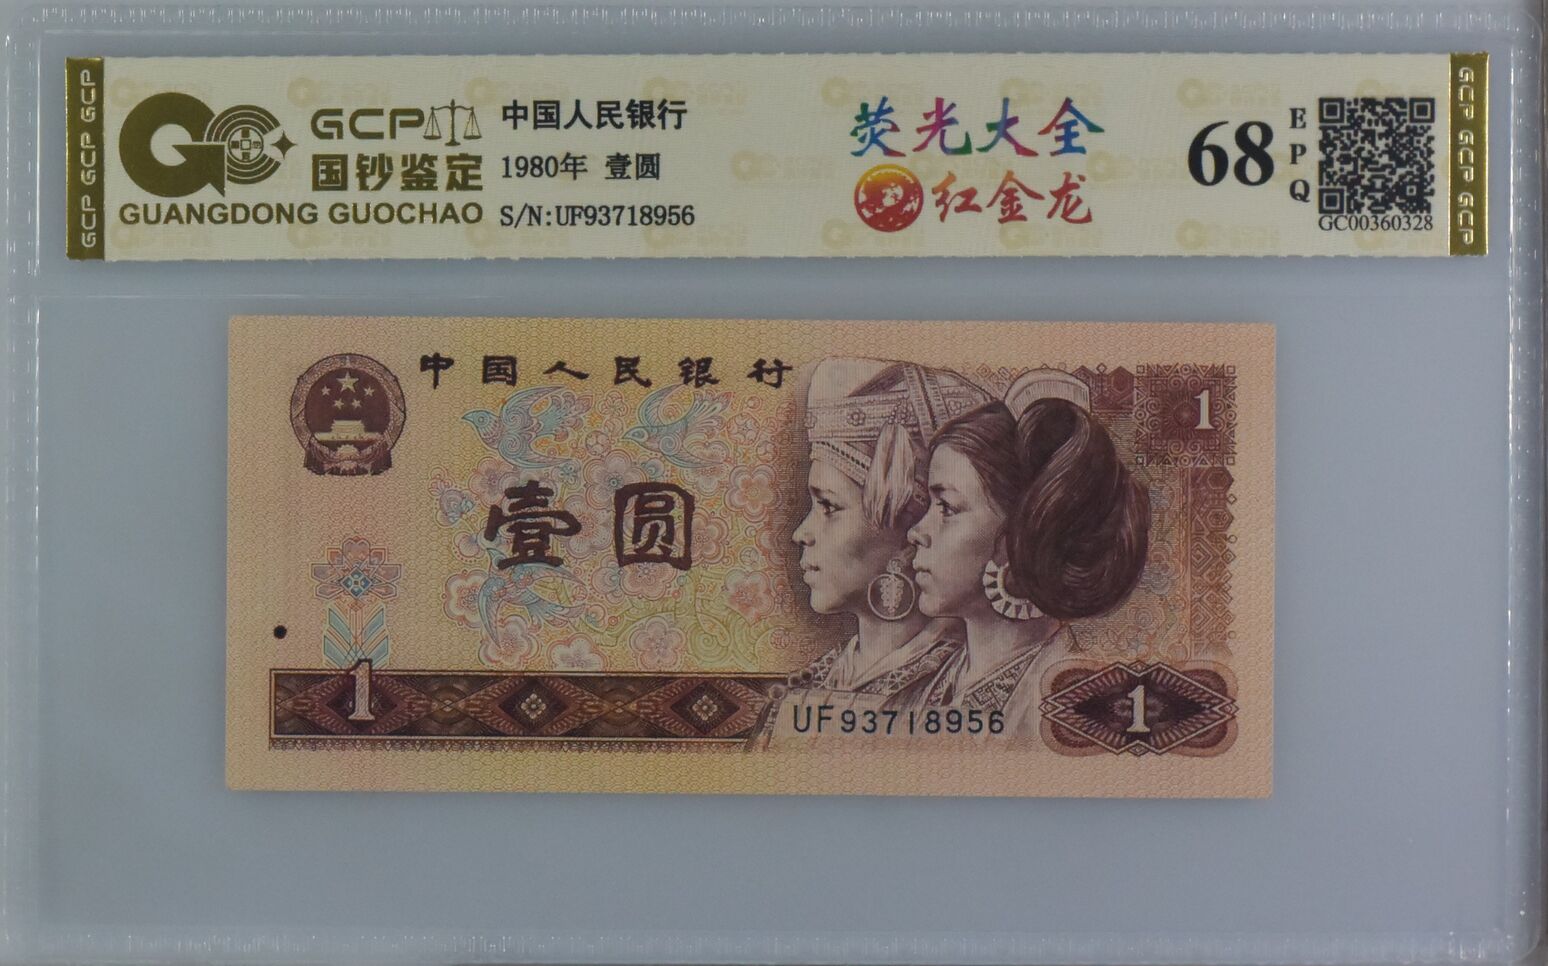 GCP GCP GCP
GCP
国钞鉴定
GUANGDONG GUOCHAO
中国人民银行
1980年 壹圆
S/N:UF93718956
荧光大全
红金龙
68
EPQ
GC00360328
GCP GCP GCP
中国人民银行
1
壹圆
1
UF93718956
1